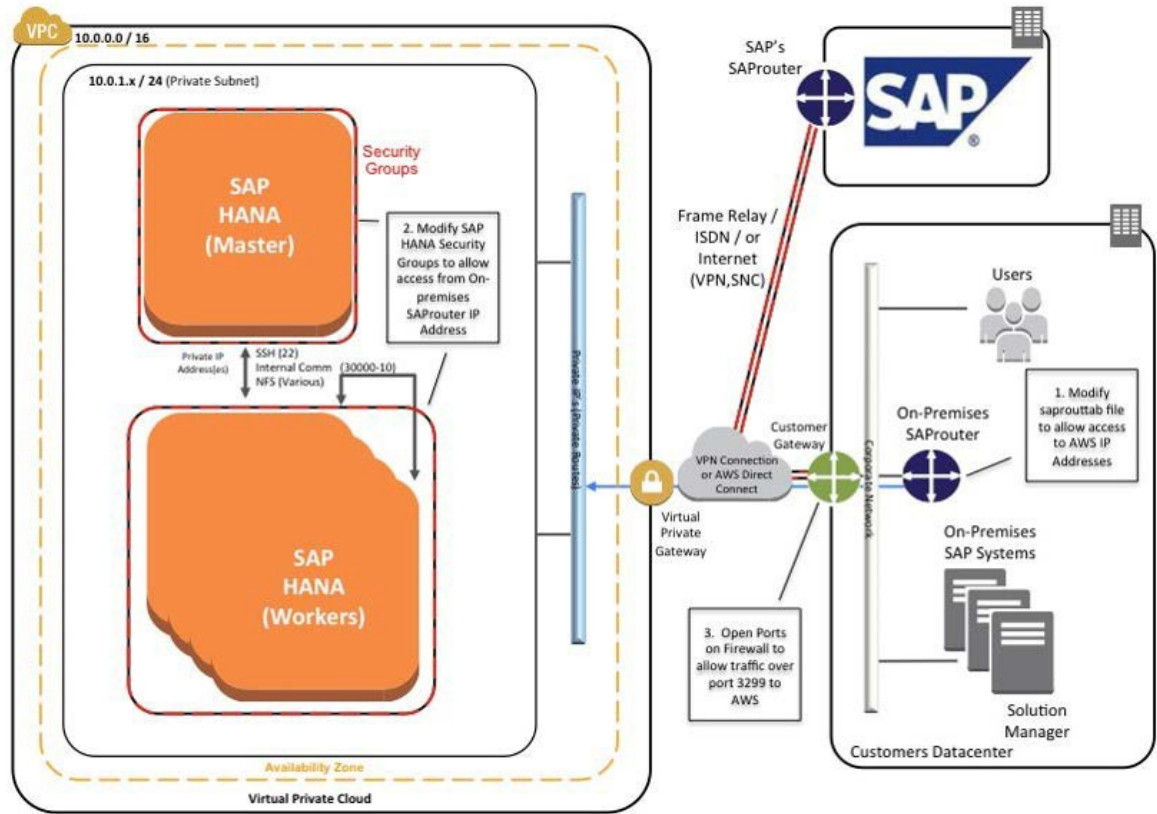 VPC
10.0.0.0 / 16
10.0.1.x / 24 (Private Subnet)
SAP
HANA
(Master)
Security
Groups
2. Modify SAP
HANA Security
Groups to allow
access from On-
premises
SAProuter IP
Address
Private IP
Address(es)
SSH (22)
Internal Comm (30000-10)
NFS (Various)
SAP
HANA
(Workers)
Private IP's (Private Routes)
Availability Zone
Virtual Private Cloud
Virtual
Private
Gateway
VPN Connection
or AWS Direct
Connect
SAP's
SAProuter
SAP
®
Frame Relay /
ISDN / or
Internet
(VPN,SNC)
Customer
Gateway
3. Open Ports
on Firewall to
allow traffic over
port 3299 to
AWS
Corporate Network
Users
On-Premises
SAProuter
1. Modify
saprouttab file
to allow access
to AWS IP
Addresses
On-Premises
SAP Systems
Solution
Manager
Customers Datacenter